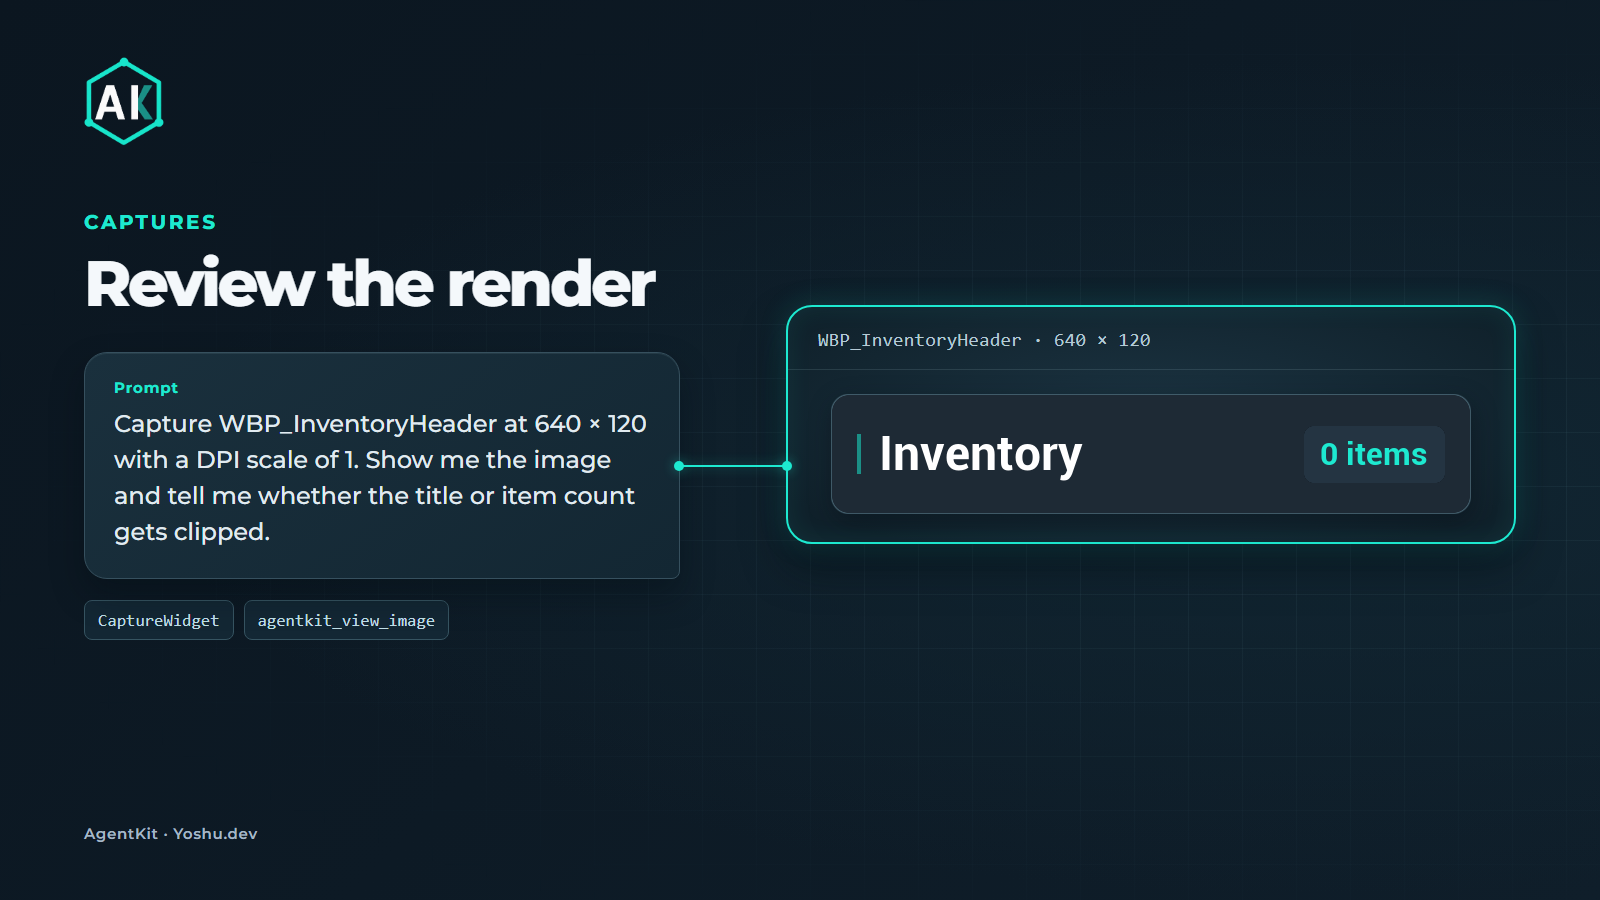 AK
CAPTURES
Review the render
Prompt
Capture WBP_InventoryHeader at 640 × 120
with a DPI scale of 1. Show me the image
and tell me whether the title or item count
gets clipped.
CaptureWidget
agentkit_view_image
WBP_InventoryHeader · 640 × 120
Inventory
0 items
AgentKit · Yoshu.dev